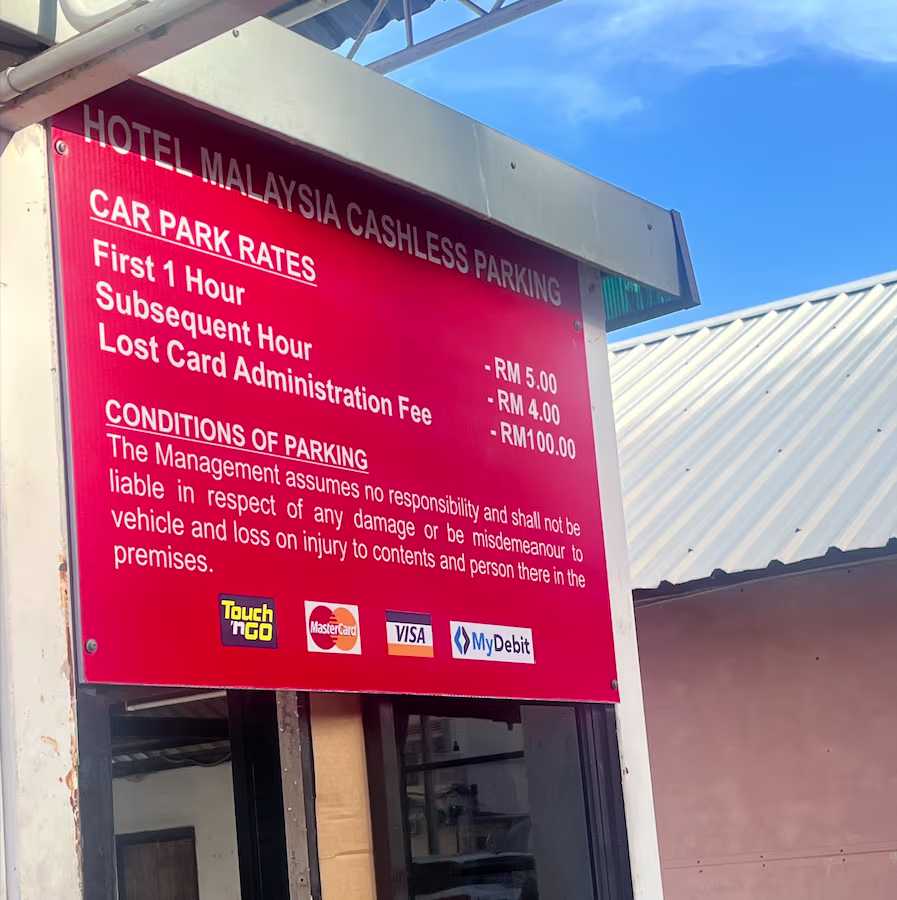 HOTEL MALAYSIA CASHLESS PARKING
CAR PARK RATES
First 1 Hour - RM 5.00
Subsequent Hour - RM 4.00
Lost Card Administration Fee - RM100.00
CONDITIONS OF PARKING
The Management assumes no responsibility and shall not be
liable in respect of any damage or be misdemeanour to
vehicle and loss on injury to contents and person there in the
premises.
Touch
'nGO
MasterCard
VISA
MyDebit